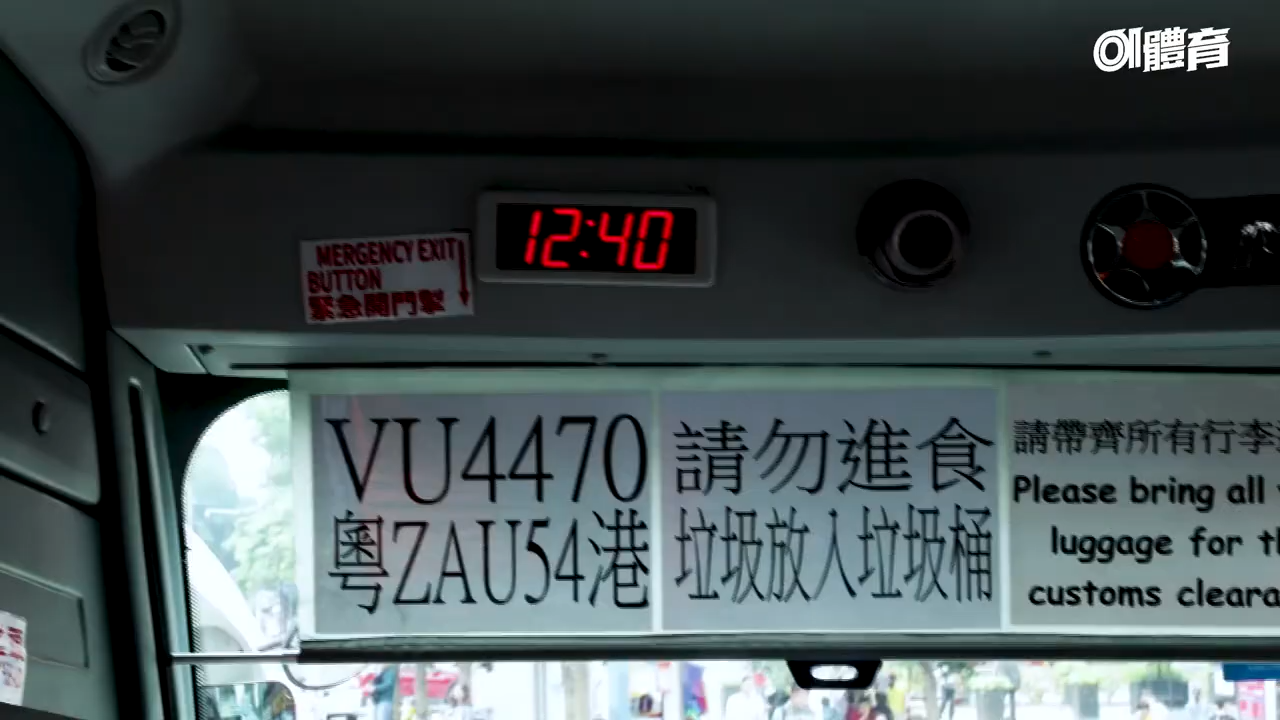 01體育
12:40
MERGENCY EXIT
BUTTON
緊急開門掣
VU4470
粵ZAU54港
請勿進食
垃圾放入垃圾桶
請帶齊所有行李
Please bring all
luggage for
customs